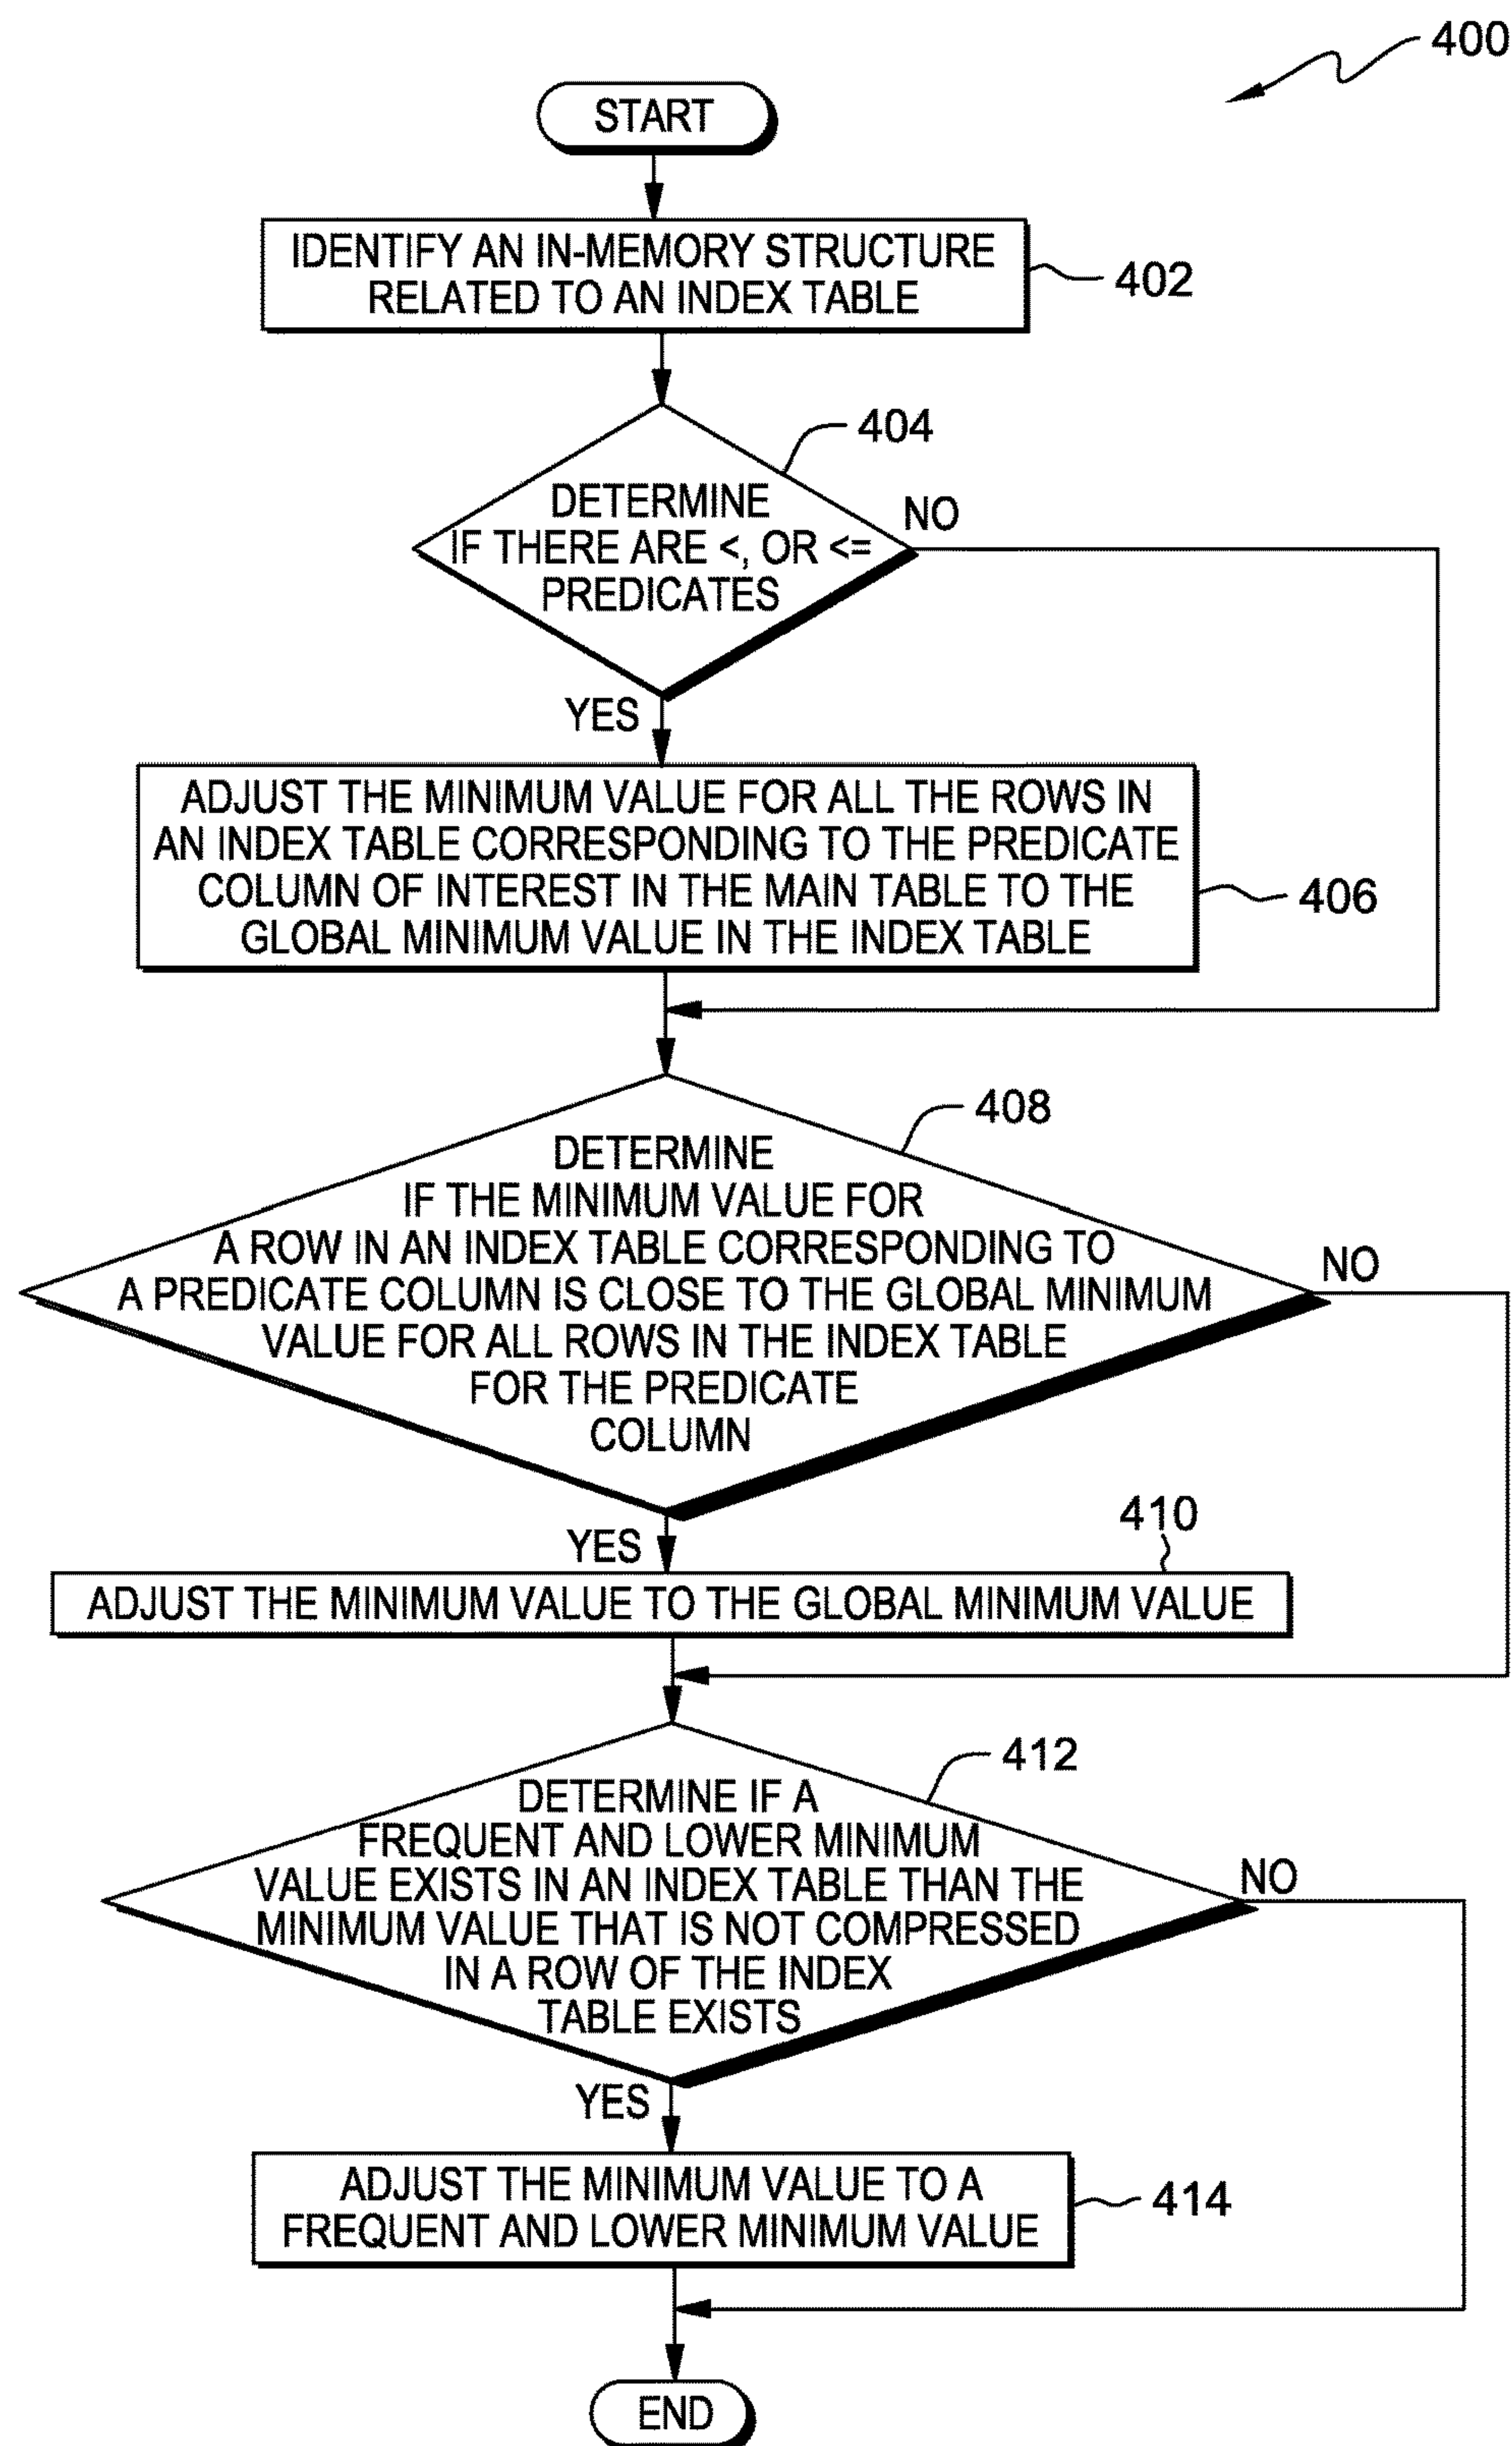 400
START
IDENTIFY AN IN-MEMORY STRUCTURE
RELATED TO AN INDEX TABLE
402
404
DETERMINE
IF THERE ARE <, OR <=
PREDICATES
NO
YES
ADJUST THE MINIMUM VALUE FOR ALL THE ROWS IN
AN INDEX TABLE CORRESPONDING TO THE PREDICATE
COLUMN OF INTEREST IN THE MAIN TABLE TO THE
GLOBAL MINIMUM VALUE IN THE INDEX TABLE
406
408
DETERMINE
IF THE MINIMUM VALUE FOR
A ROW IN AN INDEX TABLE CORRESPONDING TO
A PREDICATE COLUMN IS CLOSE TO THE GLOBAL MINIMUM
VALUE FOR ALL ROWS IN THE INDEX TABLE
FOR THE PREDICATE
COLUMN
NO
YES
410
ADJUST THE MINIMUM VALUE TO THE GLOBAL MINIMUM VALUE
412
DETERMINE IF A
FREQUENT AND LOWER MINIMUM
VALUE EXISTS IN AN INDEX TABLE THAN THE
MINIMUM VALUE THAT IS NOT COMPRESSED
IN A ROW OF THE INDEX
TABLE EXISTS
NO
YES
ADJUST THE MINIMUM VALUE TO A
FREQUENT AND LOWER MINIMUM VALUE
414
END